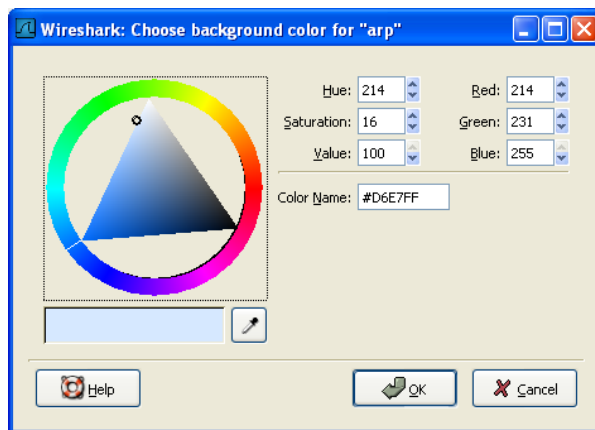 Wireshark: Choose background color for "arp"
Hue: 214 Red: 214
Saturation: 16 Green: 231
Value: 100 Blue: 255
Color Name: #D6E7FF
Help OK Cancel